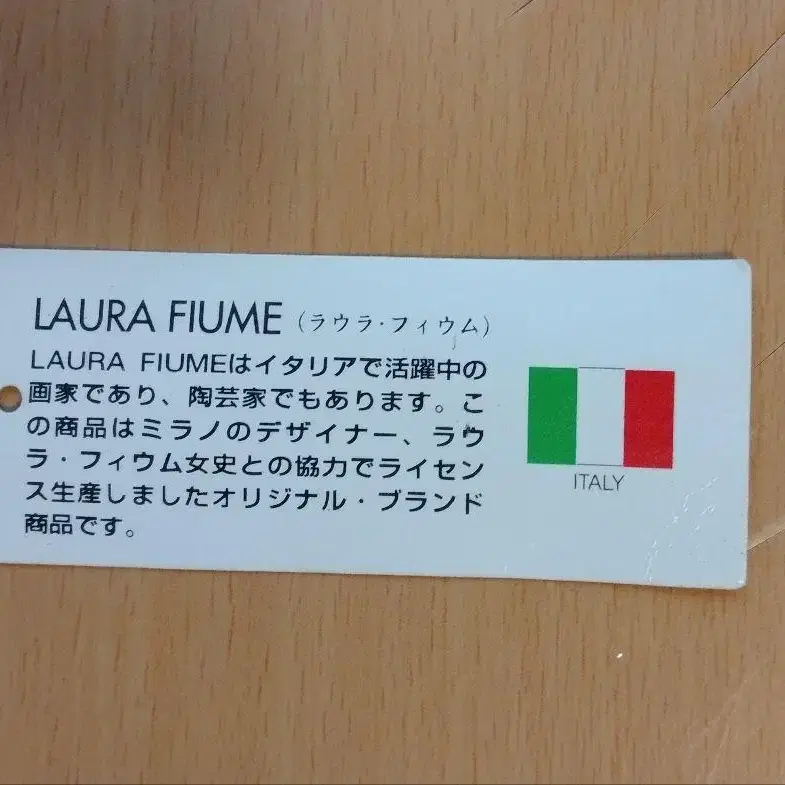 LAURA FIUME (ラウラ・フィウム)
LAURA FIUMEはイタリアで活躍中の
画家であり、陶芸家でもあります。こ
の商品はミラノのデザイナー、ラウ
ラ・フィウム女史との協力でライセン
ス生産しましたオリジナル・ブランド
商品です。
ITALY